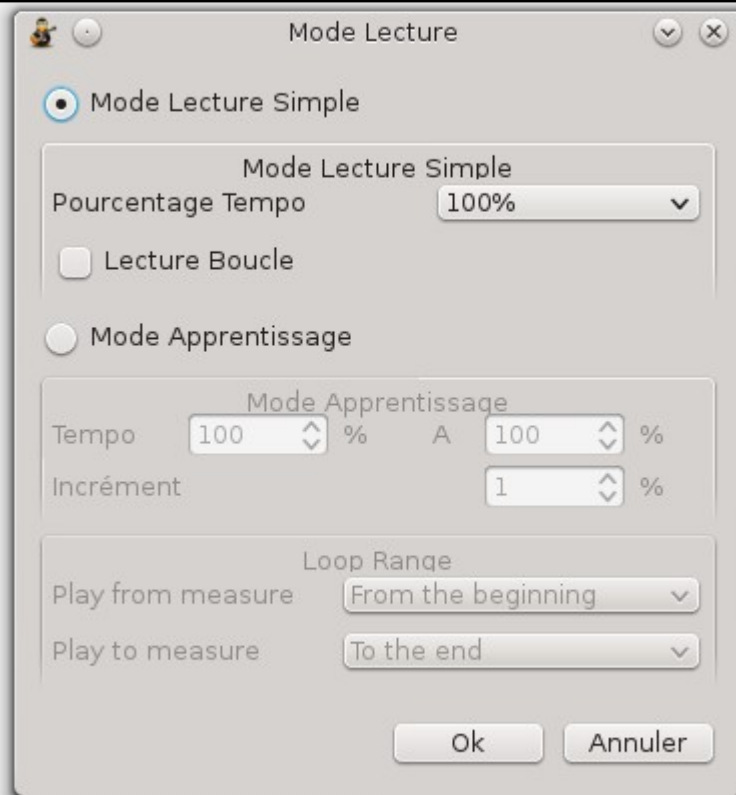 Mode Lecture
Mode Lecture Simple
Mode Lecture Simple
Pourcentage Tempo 100%
Lecture Boucle
Mode Apprentissage
Mode Apprentissage
Tempo 100 % A 100 %
Incrément 1 %
Loop Range
Play from measure From the beginning
Play to measure To the end
Ok Annuler